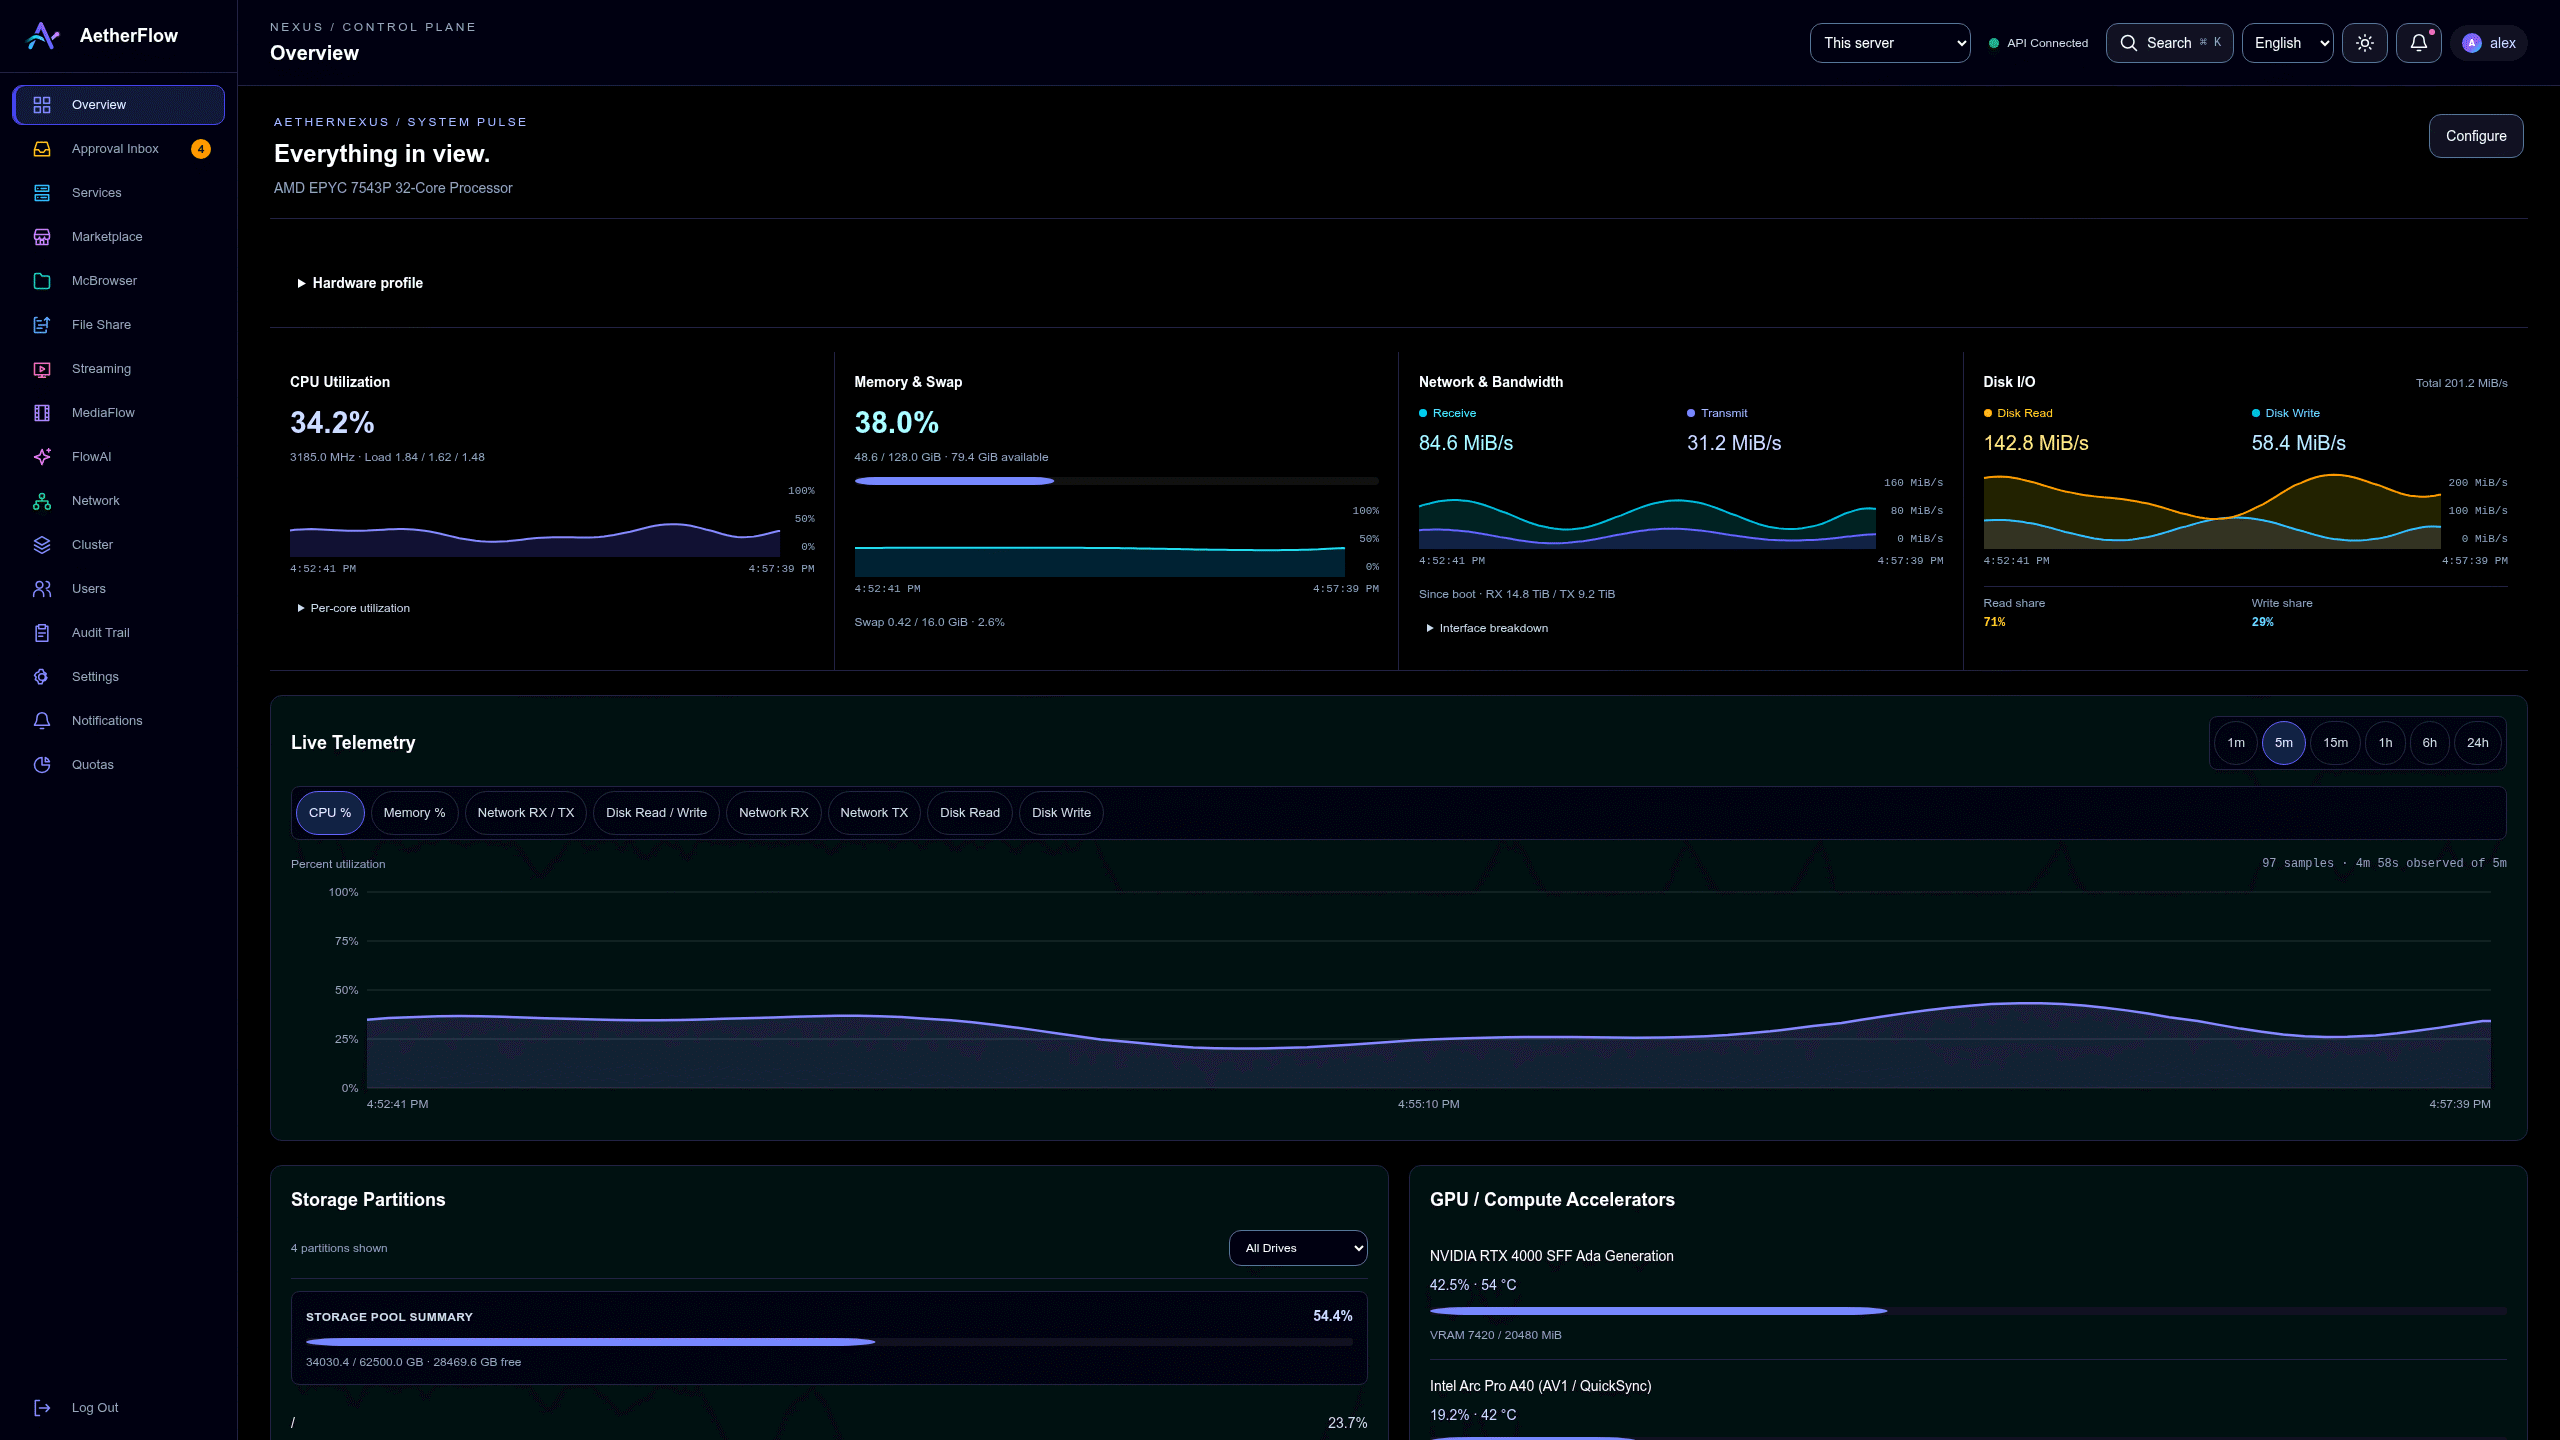 AetherFlow
Overview
Approval Inbox 4
Services
Marketplace
McBrowser
File Share
Streaming
MediaFlow
FlowAI
Network
Cluster
Users
Audit Trail
Settings
Notifications
Quotas
Log Out
NEXUS / CONTROL PLANE
Overview
This server API Connected Search ⌘ K English A alex
AETHERNEXUS / SYSTEM PULSE
Everything in view.
AMD EPYC 7543P 32-Core Processor
Configure
Hardware profile
CPU Utilization
34.2%
3185.0 MHz · Load 1.84 / 1.62 / 1.48
100%
50%
0%
4:52:41 PM 4:57:39 PM
Per-core utilization
Memory & Swap
38.0%
48.6 / 128.0 GiB · 79.4 GiB available
100%
50%
0%
4:52:41 PM 4:57:39 PM
Swap 0.42 / 16.0 GiB · 2.6%
Network & Bandwidth
Receive Transmit
84.6 MiB/s 31.2 MiB/s
160 MiB/s
80 MiB/s
0 MiB/s
4:52:41 PM 4:57:39 PM
Since boot · RX 14.8 TiB / TX 9.2 TiB
Interface breakdown
Disk I/O Total 201.2 MiB/s
Disk Read Disk Write
142.8 MiB/s 58.4 MiB/s
200 MiB/s
100 MiB/s
0 MiB/s
4:52:41 PM 4:57:39 PM
Read share Write share
71% 29%
Live Telemetry
1m 5m 15m 1h 6h 24h
CPU % Memory % Network RX / TX Disk Read / Write Network RX Network TX Disk Read Disk Write
Percent utilization 97 samples · 4m 58s observed of 5m
100%
75%
50%
25%
0%
4:52:41 PM 4:55:10 PM 4:57:39 PM
Storage Partitions
4 partitions shown All Drives
STORAGE POOL SUMMARY 54.4%
34030.4 / 62500.0 GB · 28469.6 GB free
/ 23.7%
GPU / Compute Accelerators
NVIDIA RTX 4000 SFF Ada Generation
42.5% · 54 °C
VRAM 7420 / 20480 MiB
Intel Arc Pro A40 (AV1 / QuickSync)
19.2% · 42 °C